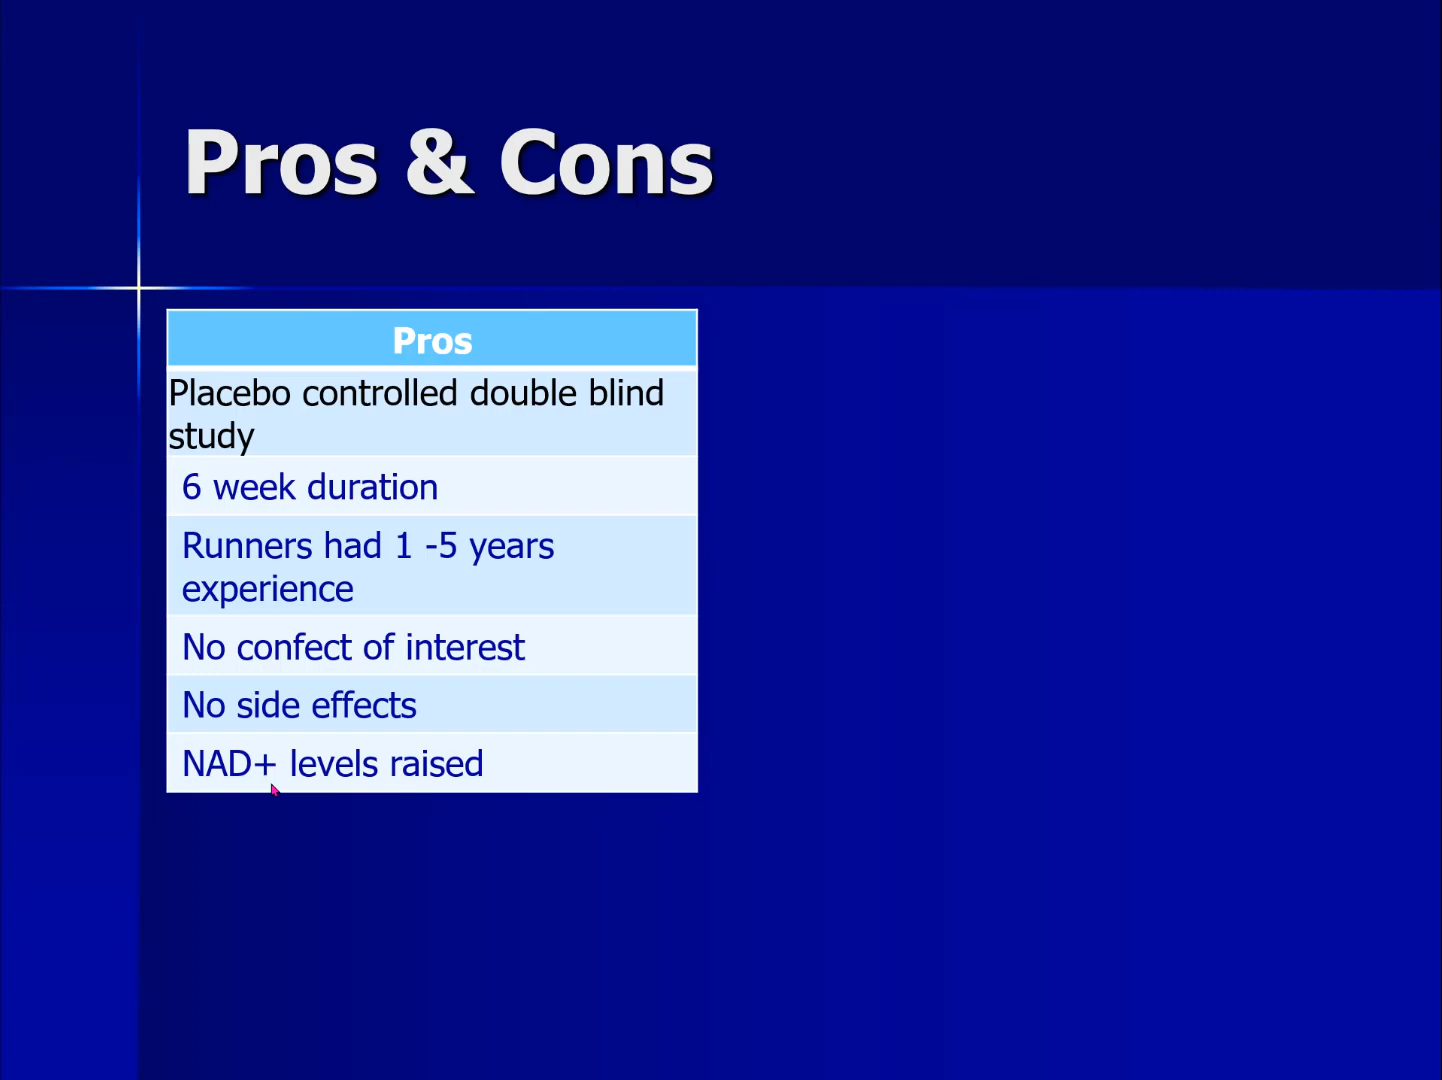 Pros & Cons
Pros
Placebo controlled double blind
study
6 week duration
Runners had 1 -5 years
experience
No confect of interest
No side effects
NAD+ levels raised